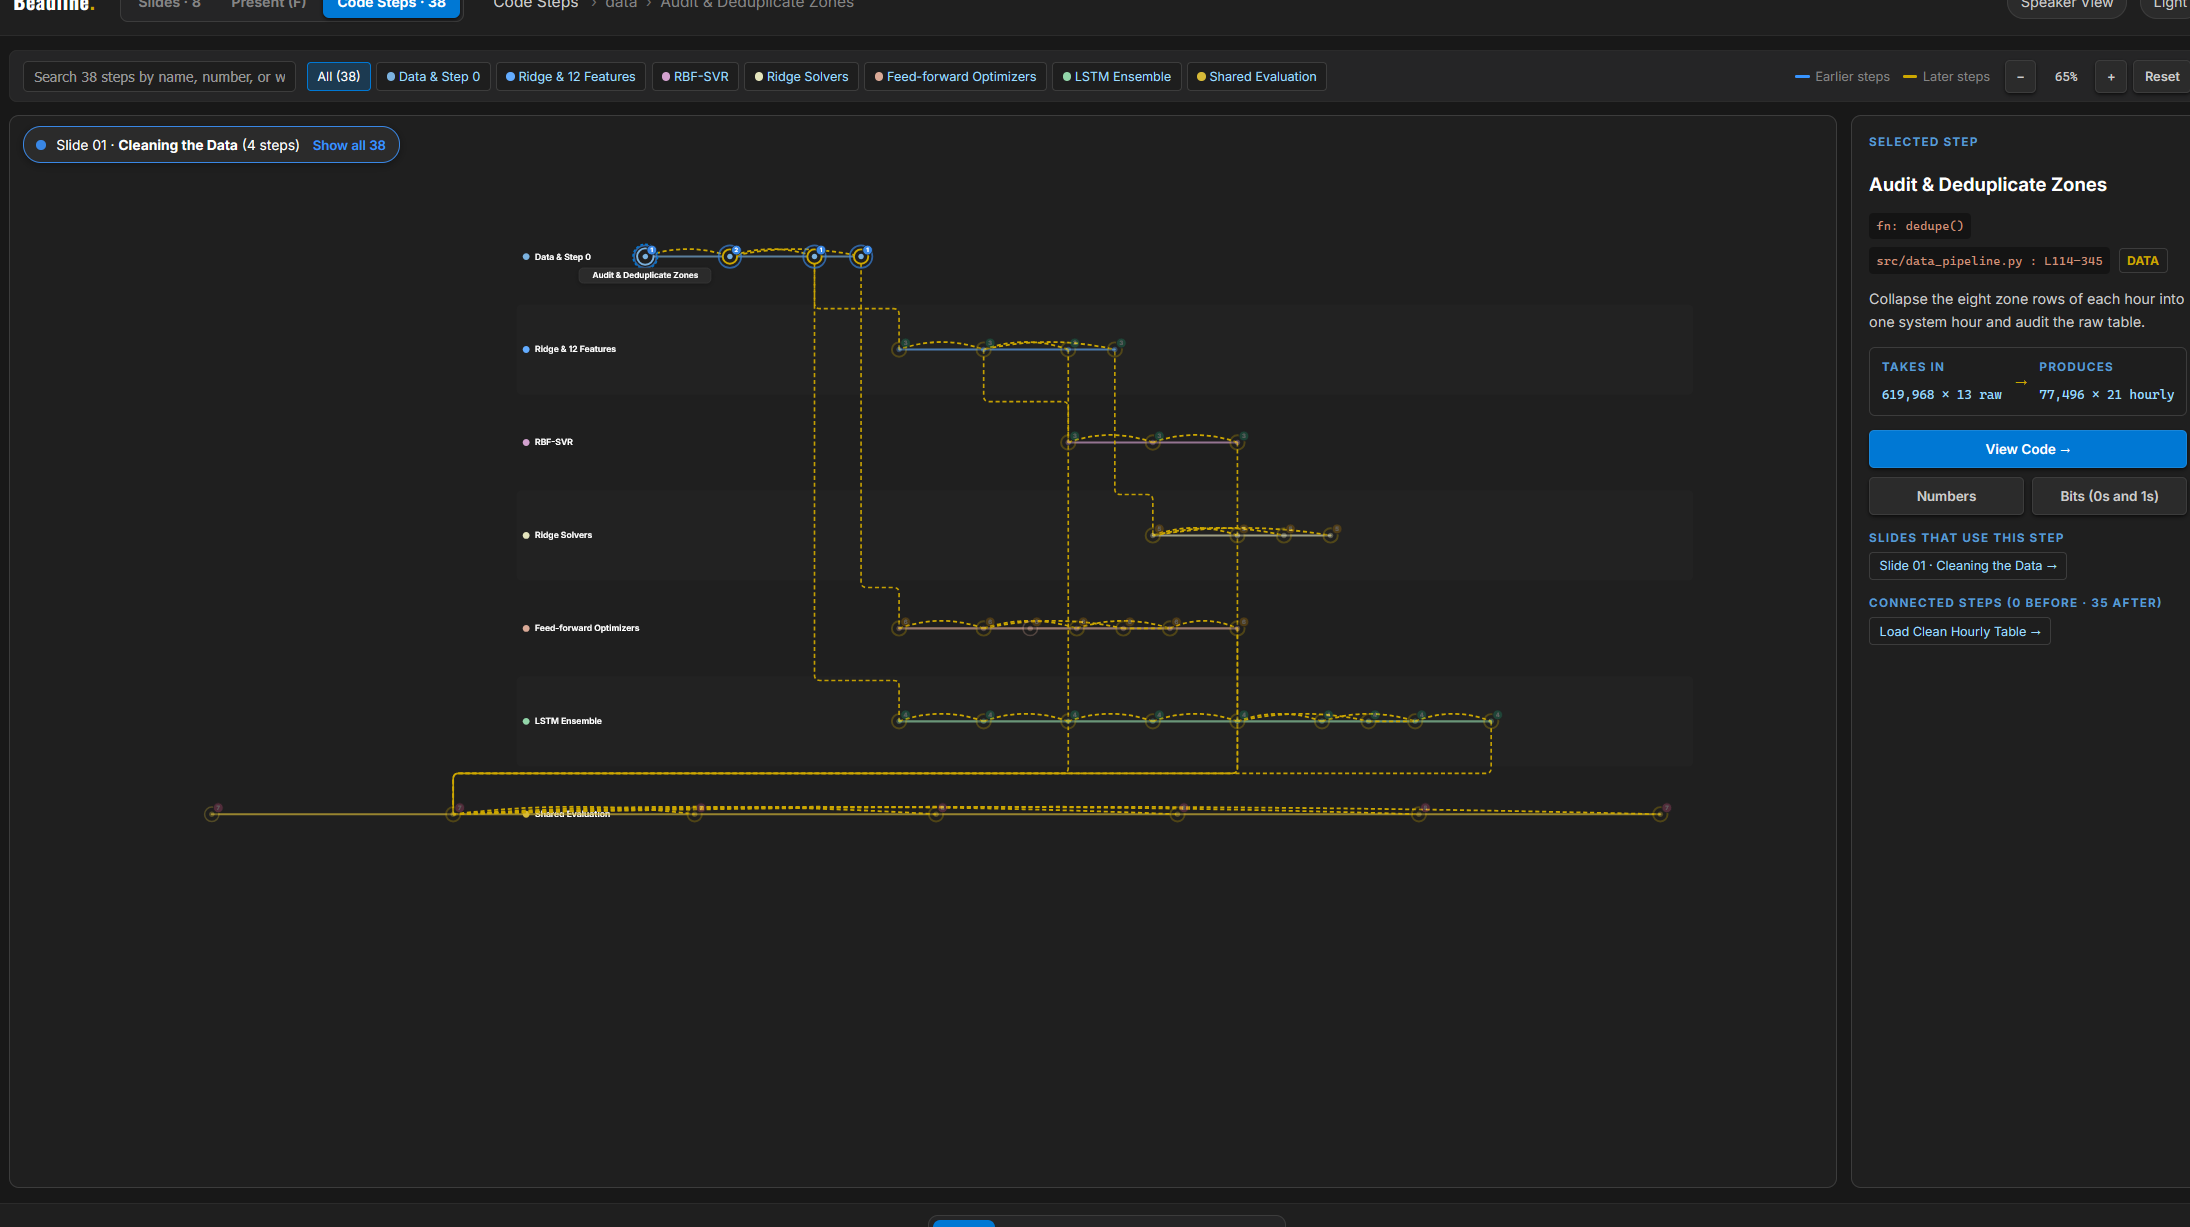 Beadline.
Slides · 8
Present (F)
Code Steps · 38
Code Steps › data › Audit & Deduplicate Zones
Speaker View
Light
Search 38 steps by name, number, or w
All (38)
Data & Step 0
Ridge & 12 Features
RBF-SVR
Ridge Solvers
Feed-forward Optimizers
LSTM Ensemble
Shared Evaluation
Earlier steps
Later steps
−
65%
+
Reset
Slide 01 · Cleaning the Data (4 steps) Show all 38
Data & Step 0
1
2
1
1
Audit & Deduplicate Zones
Ridge & 12 Features
RBF-SVR
Ridge Solvers
Feed-forward Optimizers
LSTM Ensemble
Shared Evaluation
SELECTED STEP
Audit & Deduplicate Zones
fn: dedupe()
src/data_pipeline.py : L114–345
DATA
Collapse the eight zone rows of each hour into
one system hour and audit the raw table.
TAKES IN
619,968 × 13 raw
→
PRODUCES
77,496 × 21 hourly
View Code →
Numbers
Bits (0s and 1s)
SLIDES THAT USE THIS STEP
Slide 01 · Cleaning the Data →
CONNECTED STEPS (0 BEFORE · 35 AFTER)
Load Clean Hourly Table →